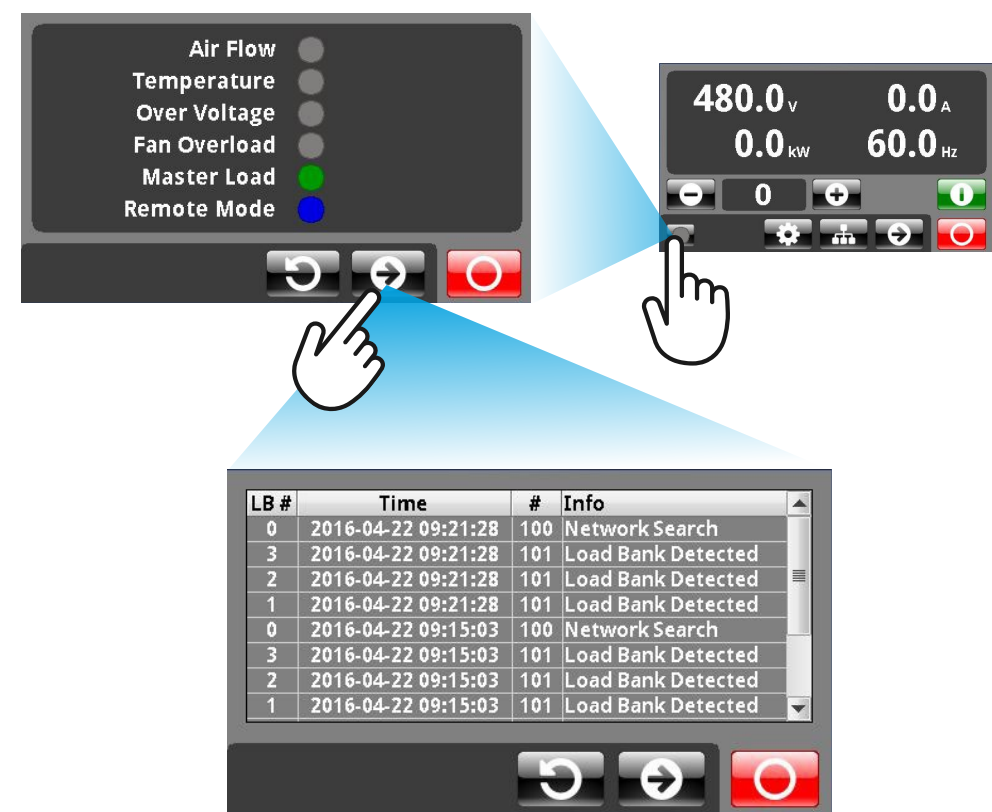 Air Flow
Temperature
Over Voltage
Fan Overload
Master Load
Remote Mode
480.0 V 0.0 A
0.0 kW 60.0 Hz
0
LB # Time # Info
0 2016-04-22 09:21:28 100 Network Search
3 2016-04-22 09:21:28 101 Load Bank Detected
2 2016-04-22 09:21:28 101 Load Bank Detected
1 2016-04-22 09:21:28 101 Load Bank Detected
0 2016-04-22 09:15:03 100 Network Search
3 2016-04-22 09:15:03 101 Load Bank Detected
2 2016-04-22 09:15:03 101 Load Bank Detected
1 2016-04-22 09:15:03 101 Load Bank Detected